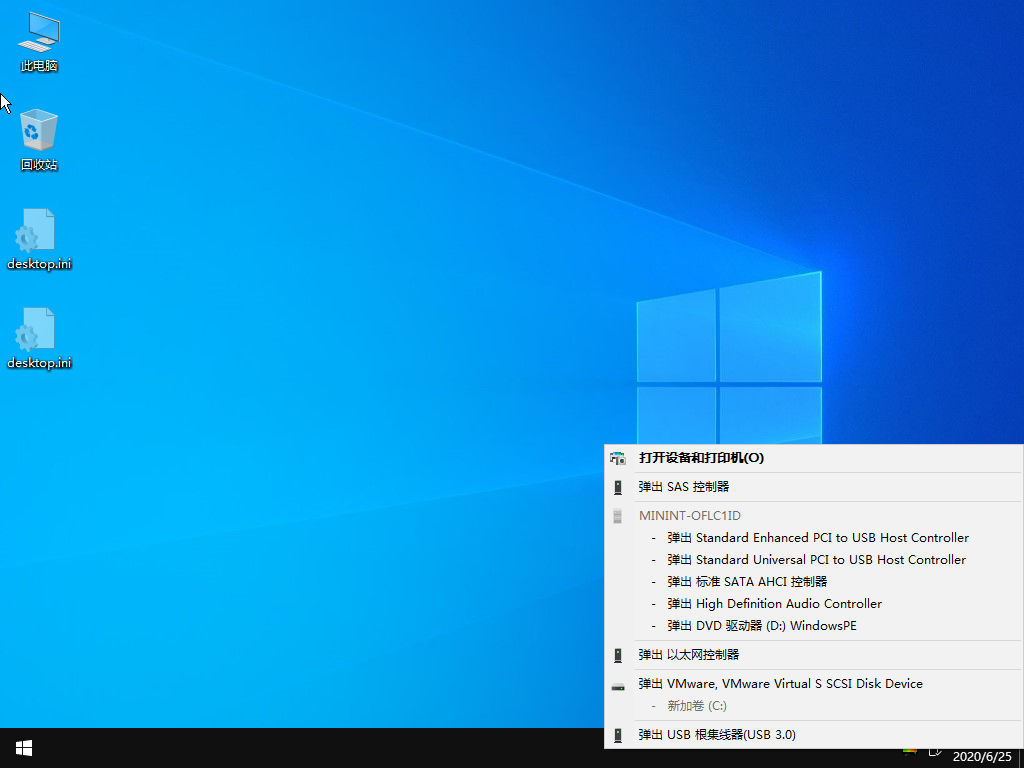 此电脑
回收站
desktop.ini
desktop.ini
打开设备和打印机(O)
弹出 SAS 控制器
MININT-OFLC1ID
- 弹出 Standard Enhanced PCI to USB Host Controller
- 弹出 Standard Universal PCI to USB Host Controller
- 弹出 标准 SATA AHCI 控制器
- 弹出 High Definition Audio Controller
- 弹出 DVD 驱动器 (D:) WindowsPE
弹出 以太网控制器
弹出 VMware, VMware Virtual S SCSI Disk Device
- 新加卷 (C:)
弹出 USB 根集线器(USB 3.0)
2020/6/25